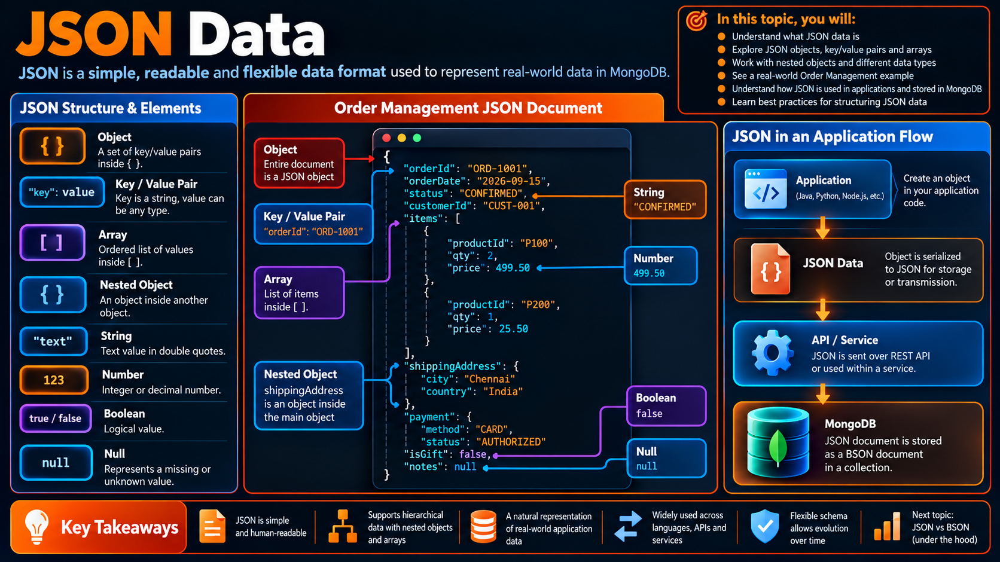 JSON Data
JSON is a simple, readable and flexible data format used to represent real-world data in MongoDB.
In this topic, you will:
Understand what JSON data is
Explore JSON objects, key/value pairs and arrays
Work with nested objects and different data types
See a real-world Order Management example
Understand how JSON is used in applications and stored in MongoDB
Learn best practices for structuring JSON data
JSON Structure & Elements
{ }
Object
A set of key/value pairs
inside { }.
"key": value
Key / Value Pair
Key is a string, value can
be any type.
[ ]
Array
Ordered list of values
inside [ ].
{ }
Nested Object
An object inside another
object.
"text"
String
Text value in double quotes.
123
Number
Integer or decimal number.
true / false
Boolean
Logical value.
null
Null
Represents a missing or
unknown value.
Order Management JSON Document
Object
Entire document
is a JSON object
Key / Value Pair
"orderId": "ORD-1001"
Array
List of items
inside [ ].
Nested Object
shippingAddress
is an object inside
the main object
{
"orderId": "ORD-1001",
"orderDate": "2026-09-15",
"status": "CONFIRMED",
"customerId": "CUST-001",
"items": [
{
"productId": "P100",
"qty": 2,
"price": 499.50
},
{
"productId": "P200",
"qty": 1,
"price": 25.50
}
],
"shippingAddress": {
"city": "Chennai"
"country": "India"
},
"payment": {
"method": "CARD",
"status": "AUTHORIZED"
"isGift": false,
"notes": null
}
String
"CONFIRMED"
Number
499.50
Boolean
false
Null
null
JSON in an Application Flow
</>
Application
(Java, Python, Node.js, etc.)
Create an object
in your application
code.
{ }
JSON Data
Object is serialized
to JSON for storage
or transmission.
API / Service
JSON is sent over REST API
or used within a service.
MongoDB
JSON document is stored
as a BSON document
in a collection.
Key Takeaways
JSON is simple
and human-readable
Supports hierarchical
data with nested objects
and arrays
A natural representation
of real-world application
data
Widely used across
languages, APIs and
services
Flexible schema
allows evolution
over time
Next topic:
JSON vs BSON
(under the hood)